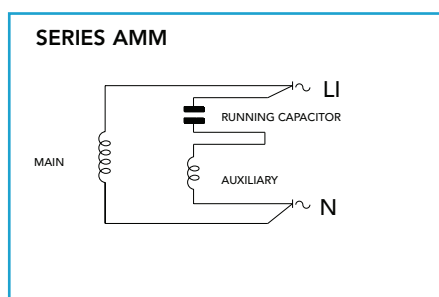 SERIES AMM
LI
RUNNING CAPACITOR
MAIN
AUXILIARY
N